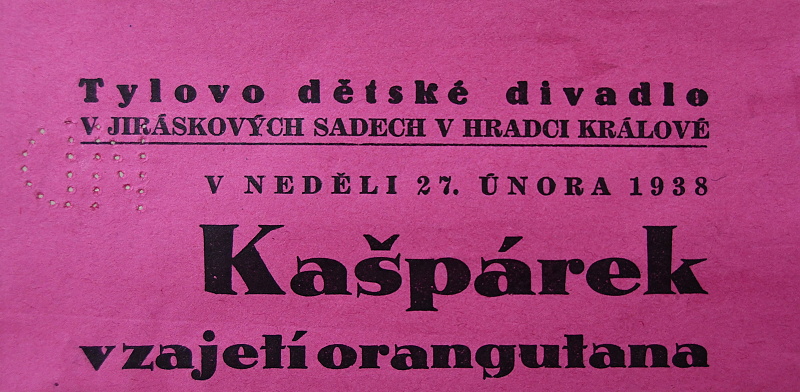 Tylovo dětské divadlo
V JIRÁSKOVÝCH SADECH V HRADCI KRÁLOVÉ
V NEDĚLI 27. ÚNORA 1938
Kašpárek
v zajetí orangutana